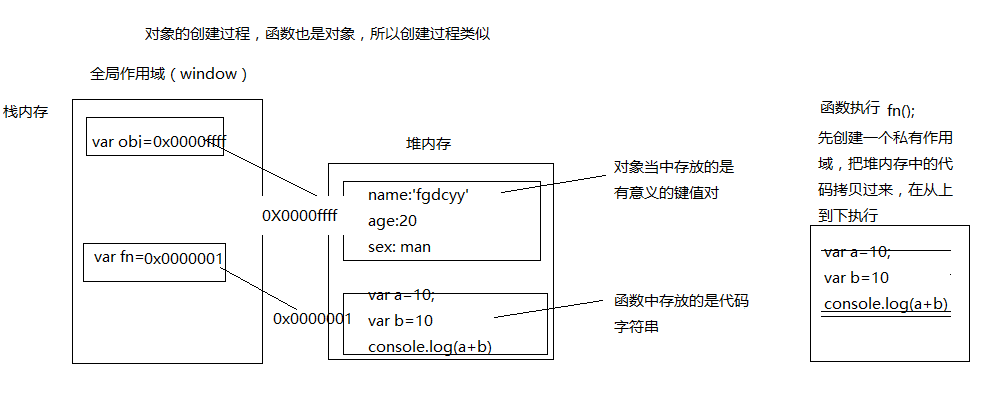 对象的创建过程，函数也是对象，所以创建过程类似
全局作用域（window）
栈内存
var obj=0x0000ffff
var fn=0x0000001
堆内存
0X0000ffff
name:'fgdcyy'
age:20
sex: man
0x0000001
var a=10;
var b=10
console.log(a+b)
对象当中存放的是
有意义的键值对
函数中存放的是代码
字符串
函数执行 fn();
先创建一个私有作用
域，把堆内存中的代
码拷贝过来，在从上
到下执行
var a=10;
var b=10
console.log(a+b)